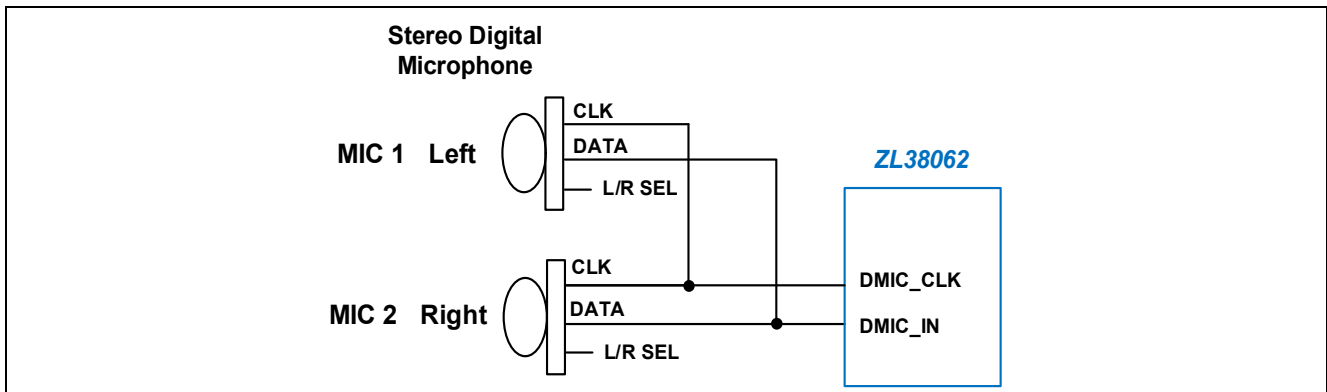 Stereo Digital
Microphone
CLK
MIC 1 Left
DATA
L/R SEL
ZL38062
CLK
DMIC_CLK
MIC 2 Right
DATA
DMIC_IN
L/R SEL